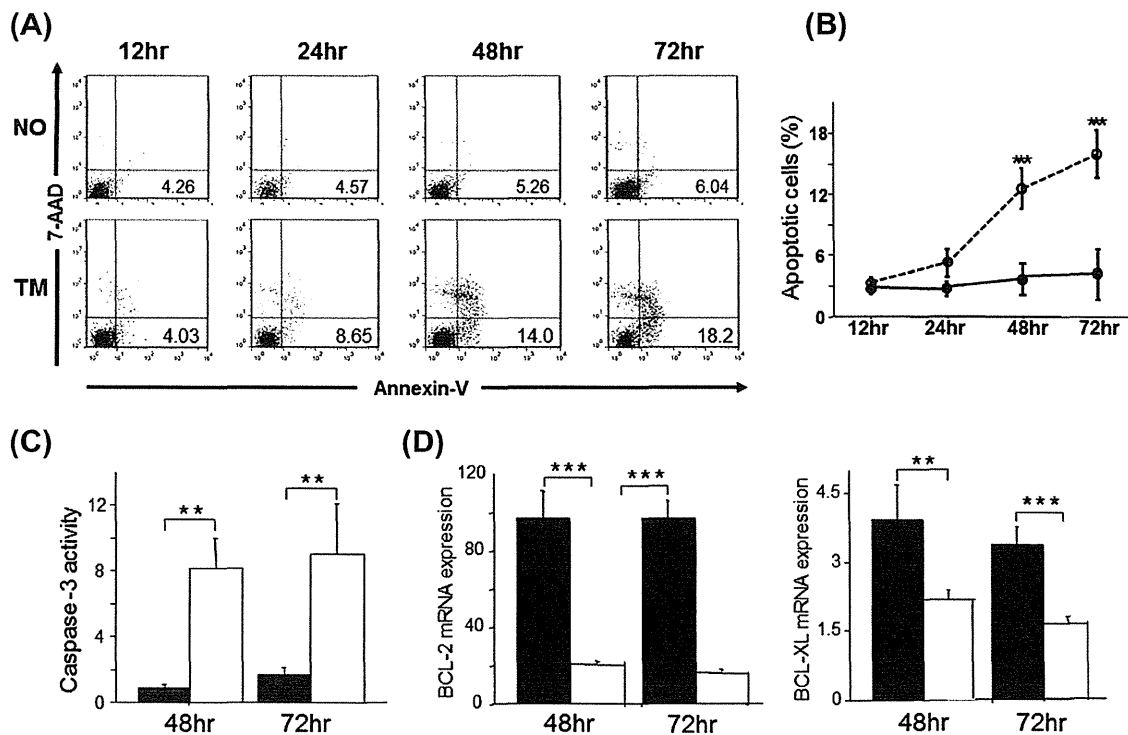 (A)
12hr 24hr 48hr 72hr
NO
4.26 4.57 5.26 6.04
7-AAD
TM
4.03 8.65 14.0 18.2
Annexin-V
(B)
Apoptotic cells (%)
18
12
6
0
*** ***
12hr 24hr 48hr 72hr
(C)
Caspase-3 activity
12
8
4
0
** **
48hr 72hr
(D)
BCL-2 mRNA expression
120
80
40
0
*** ***
48hr 72hr
BCL-XL mRNA expression
4.5
3
1.5
0
** ***
48hr 72hr